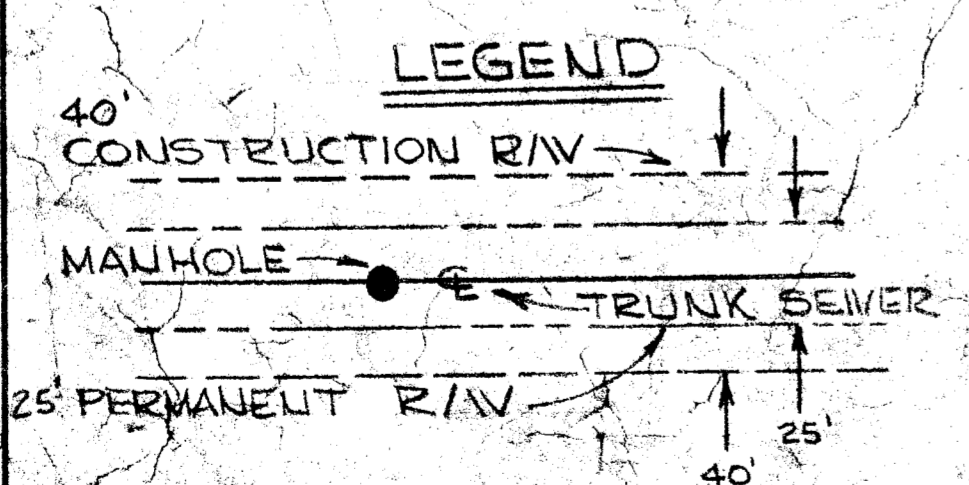 LEGEND
40'
CONSTRUCTION R/W
MANHOLE
℄
TRUNK SEWER
25' PERMANENT R/W
25'
40'